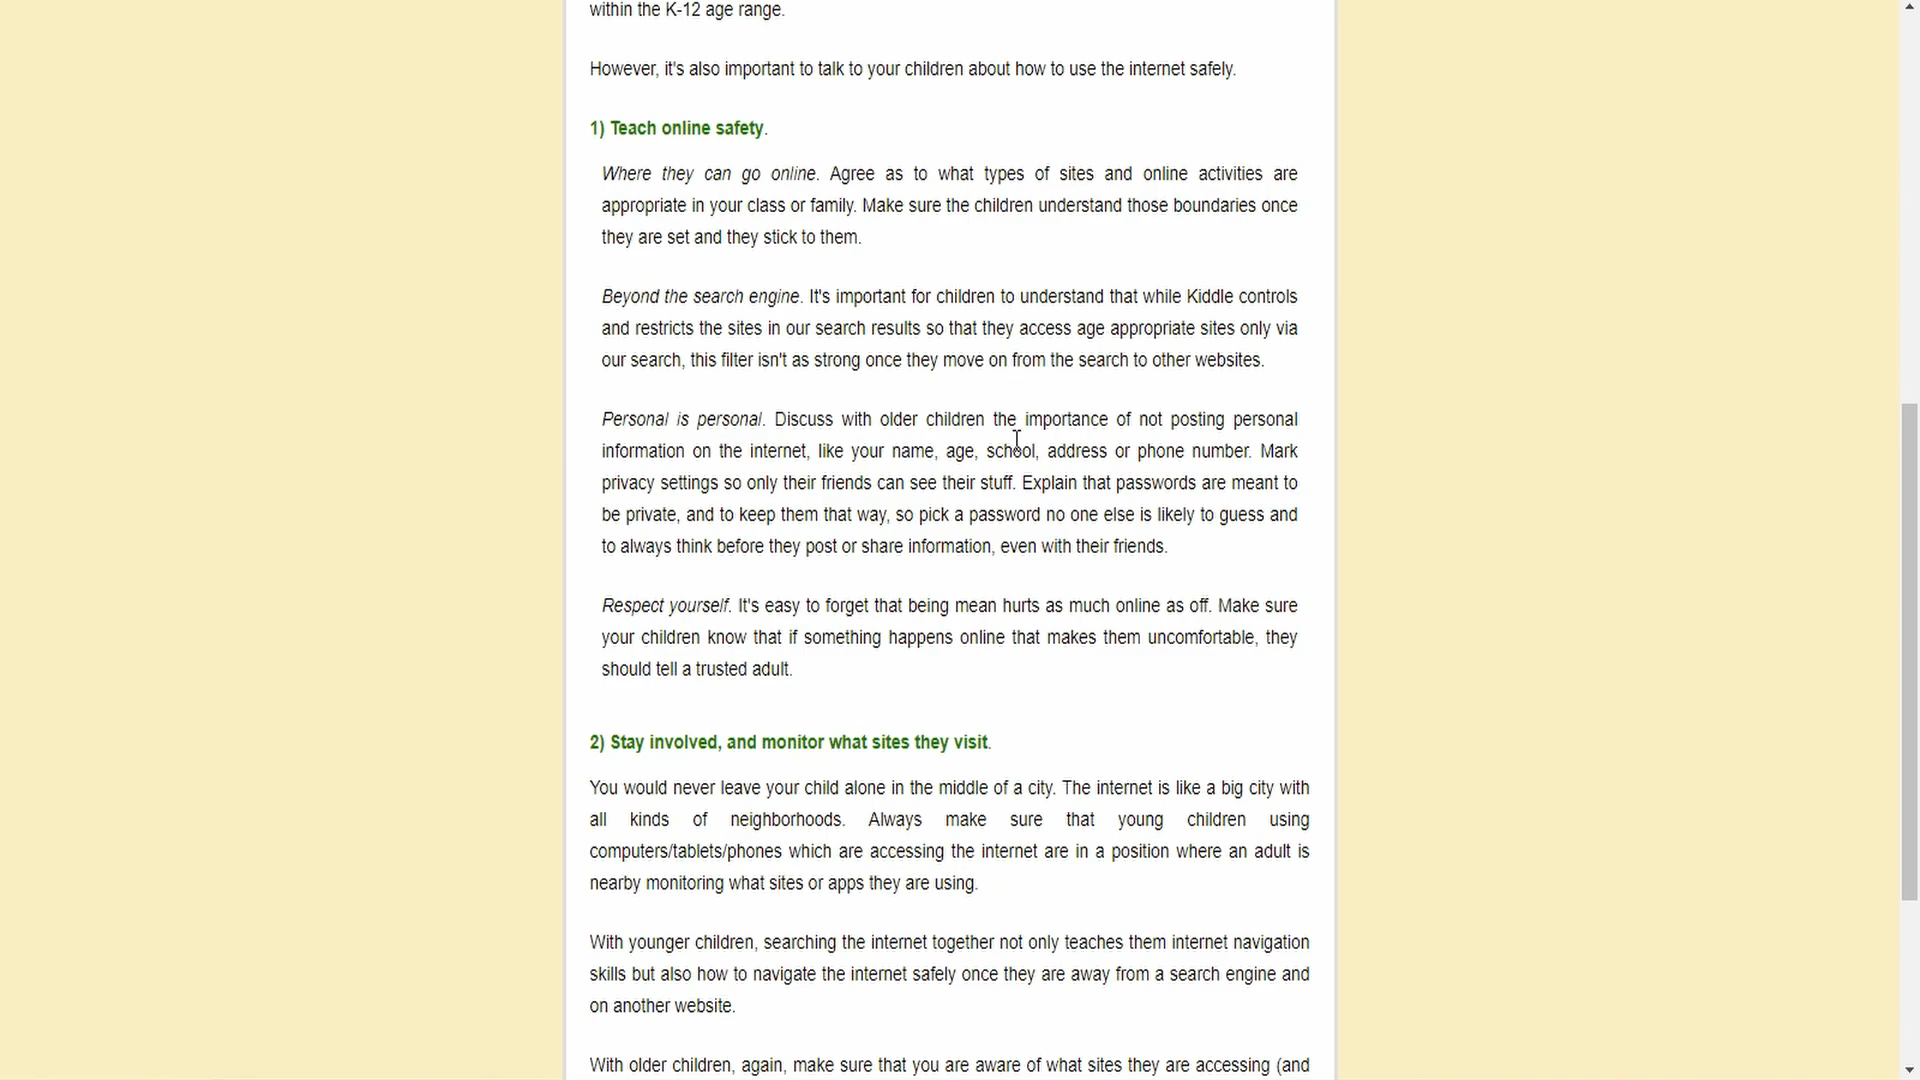 within the K-12 age range.
However, it's also important to talk to your children about how to use the internet safely.
1) Teach online safety.
Where they can go online. Agree as to what types of sites and online activities are
appropriate in your class or family. Make sure the children understand those boundaries once
they are set and they stick to them.
Beyond the search engine. It's important for children to understand that while Kiddle controls
and restricts the sites in our search results so that they access age appropriate sites only via
our search, this filter isn't as strong once they move on from the search to other websites.
Personal is personal. Discuss with older children the importance of not posting personal
information on the internet, like your name, age, school, address or phone number. Mark
privacy settings so only their friends can see their stuff. Explain that passwords are meant to
be private, and to keep them that way, so pick a password no one else is likely to guess and
to always think before they post or share information, even with their friends.
Respect yourself. It's easy to forget that being mean hurts as much online as off. Make sure
your children know that if something happens online that makes them uncomfortable, they
should tell a trusted adult.
2) Stay involved, and monitor what sites they visit.
You would never leave your child alone in the middle of a city. The internet is like a big city with
all kinds of neighborhoods. Always make sure that young children using
computers/tablets/phones which are accessing the internet are in a position where an adult is
nearby monitoring what sites or apps they are using.
With younger children, searching the internet together not only teaches them internet navigation
skills but also how to navigate the internet safely once they are away from a search engine and
on another website.
With older children, again, make sure that you are aware of what sites they are accessing (and